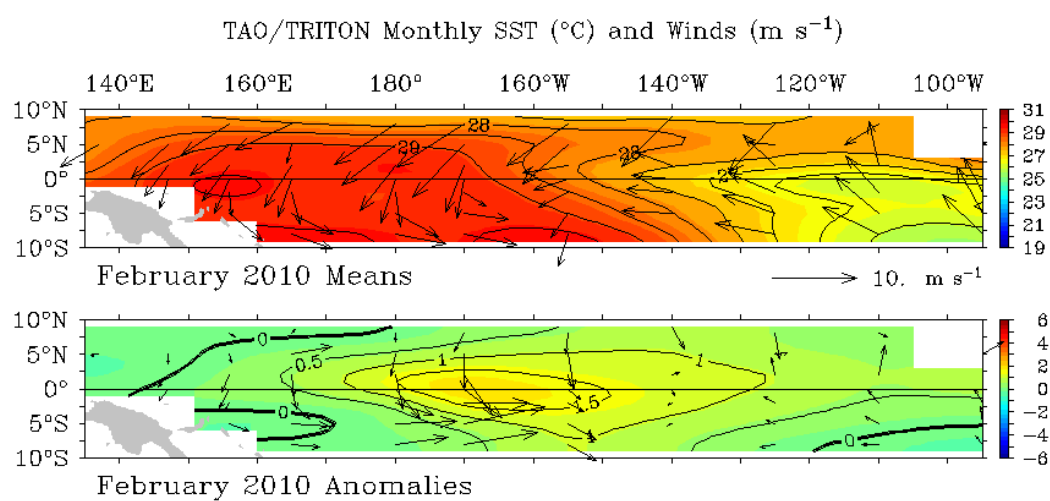 TAO/TRITON Monthly SST (°C) and Winds (m s⁻¹)
140°E 160°E 180° 160°W 140°W 120°W 100°W
10°N
5°N
0°
5°S
10°S
28
29
28
31
29
27
25
23
21
19
February 2010 Means
10. m s⁻¹
10°N
5°N
0°
5°S
10°S
0
0.5
1
1
1.5
1
0
0
6
4
2
0
-2
-4
-6
February 2010 Anomalies